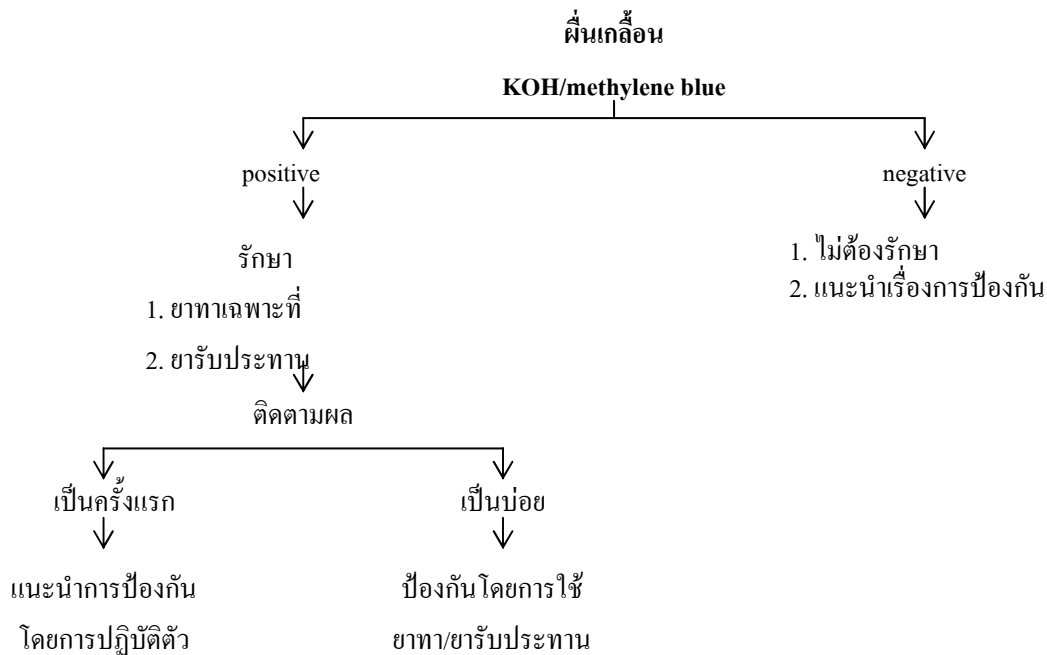 ผื่นเกลื้อน
KOH/methylene blue
positive
negative
รักษา
1. ยาทาเฉพาะที่
2. ยารับประทาน
1. ไม่ต้องรักษา
2. แนะนำเรื่องการป้องกัน
ติดตามผล
เป็นครั้งแรก
เป็นบ่อย
แนะนำการป้องกัน
โดยการปฏิบัติตัว
ป้องกันโดยการใช้
ยาทา/ยารับประทาน